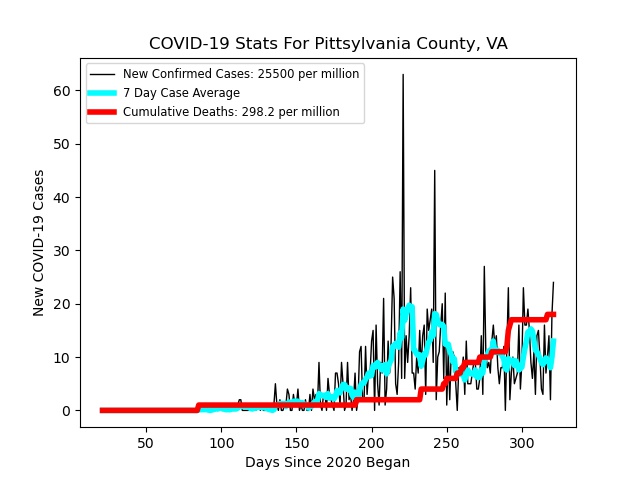 COVID-19 Stats For Pittsylvania County, VA
New Confirmed Cases: 25500 per million
7 Day Case Average
Cumulative Deaths: 298.2 per million
New COVID-19 Cases
60
50
40
30
20
10
0
50
100
150
200
250
300
Days Since 2020 Began